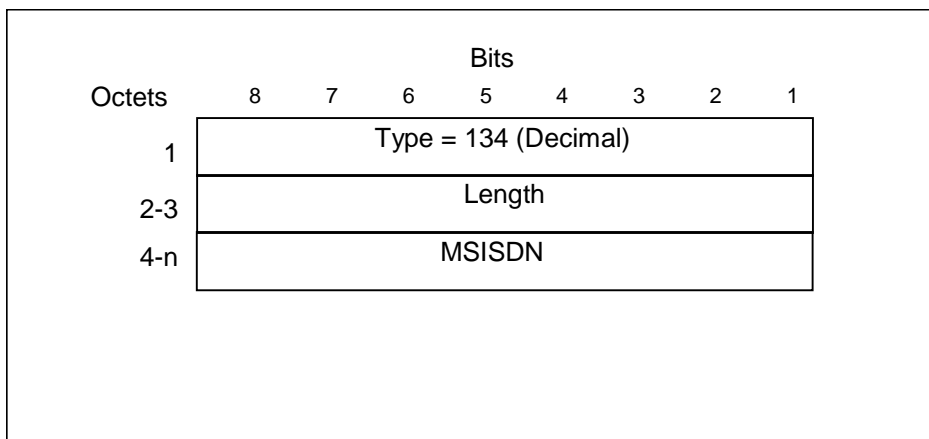 Bits
Octets 8 7 6 5 4 3 2 1
1 Type = 134 (Decimal)
2-3 Length
4-n MSISDN